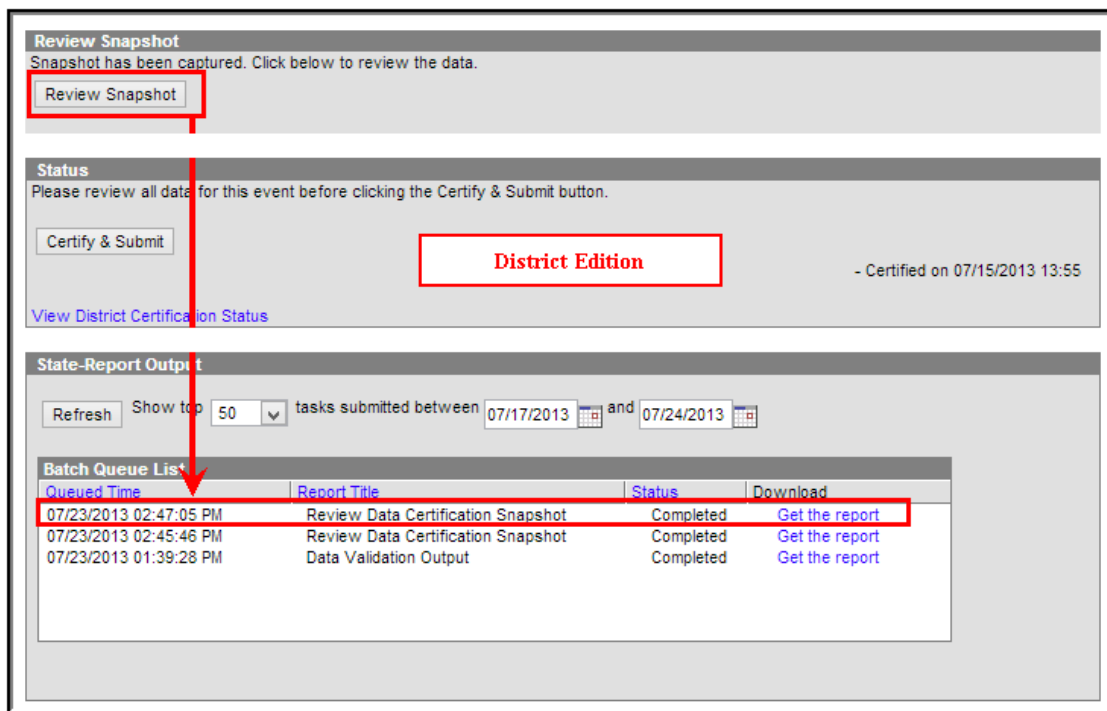 Review Snapshot
Snapshot has been captured. Click below to review the data.
Review Snapshot
Status
Please review all data for this event before clicking the Certify & Submit button.
Certify & Submit
District Edition
- Certified on 07/15/2013 13:55
View District Certification Status
State-Report Output
Refresh Show top 50 tasks submitted between 07/17/2013 and 07/24/2013
Batch Queue List
Queued Time Report Title Status Download
07/23/2013 02:47:05 PM Review Data Certification Snapshot Completed Get the report
07/23/2013 02:45:46 PM Review Data Certification Snapshot Completed Get the report
07/23/2013 01:39:28 PM Data Validation Output Completed Get the report